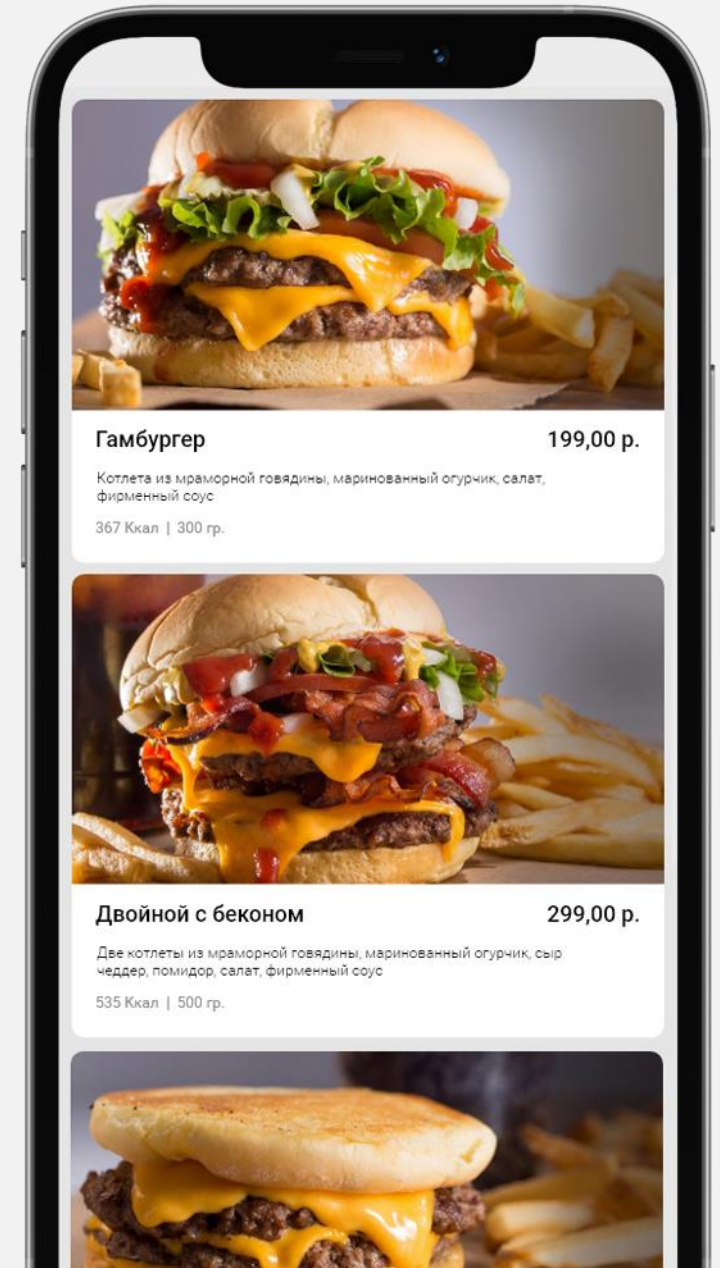 Гамбургер 199,00 р.
Котлета из мраморной говядины, маринованный огурчик, салат,
фирменный соус
367 Ккал | 300 гр.
Двойной с беконом 299,00 р.
Две котлеты из мраморной говядины, маринованный огурчик, сыр
чеддер, помидор, салат, фирменный соус
535 Ккал | 500 гр.